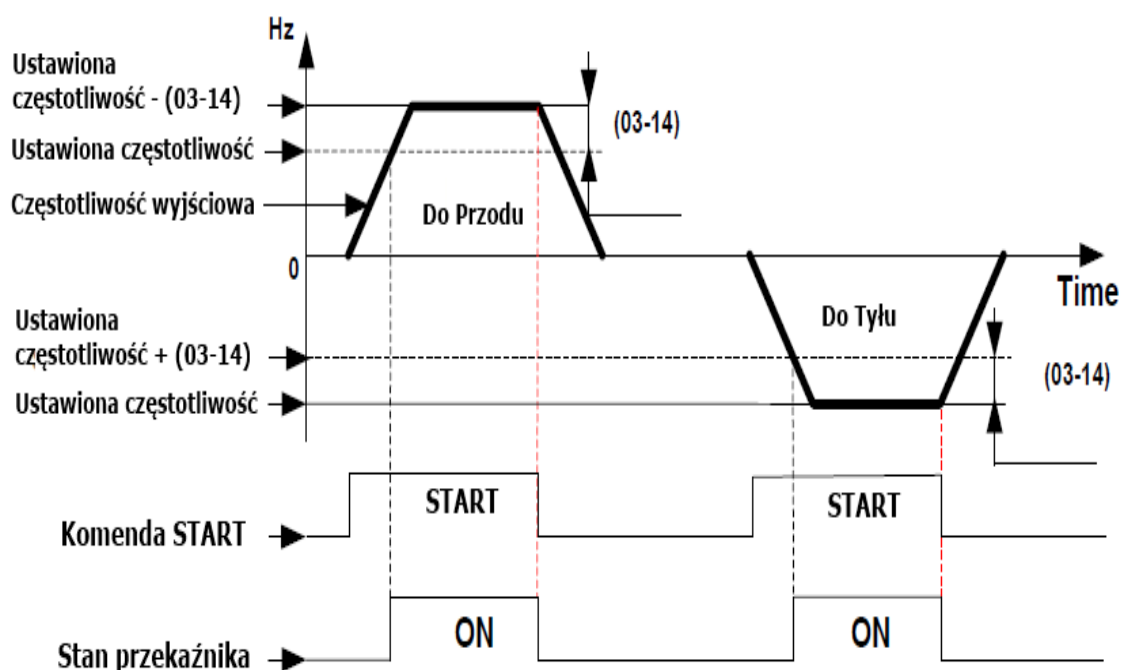 Hz
Ustawiona
częstotliwość - (03-14)
(03-14)
Ustawiona częstotliwość
Częstotliwość wyjściowa
Do Przodu
0
Time
Ustawiona
częstotliwość + (03-14)
Do Tyłu
(03-14)
Ustawiona częstotliwość
START
START
Komenda START
ON
ON
Stan przekaźnika